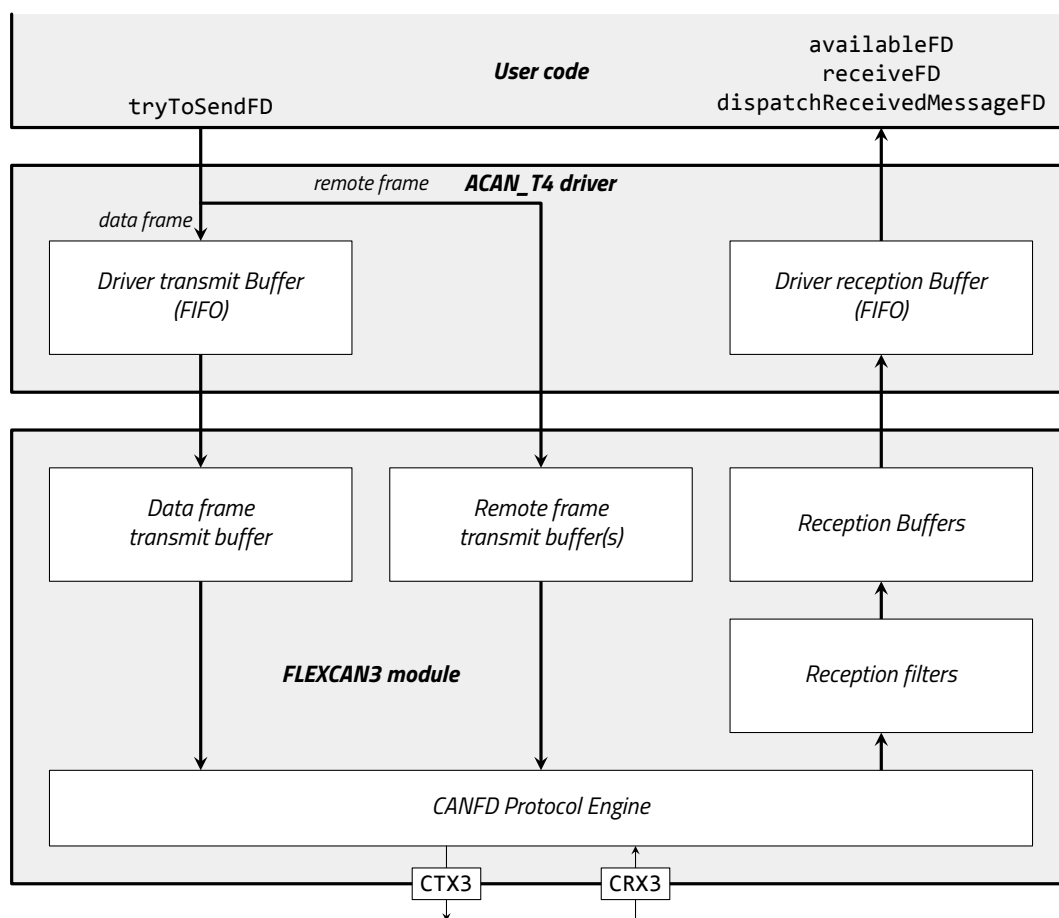 User code
tryToSendFD
availableFD
receiveFD
dispatchReceivedMessageFD
remote frame
ACAN_T4 driver
data frame
Driver transmit Buffer
(FIFO)
Driver reception Buffer
(FIFO)
Data frame
transmit buffer
Remote frame
transmit buffer(s)
Reception Buffers
FLEXCAN3 module
Reception filters
CANFD Protocol Engine
CTX3
CRX3